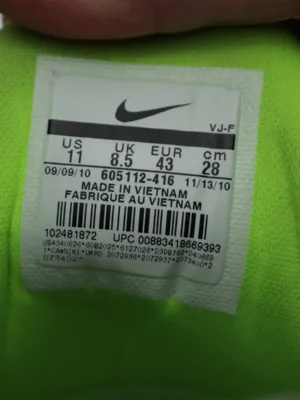 VJ-F
US UK EUR cm
11 8.5 43 28
09/09/10 605112-416 11/13/10
MADE IN VIETNAM
FABRIQUE AU VIETNAM
102481872 UPC 00883418669393